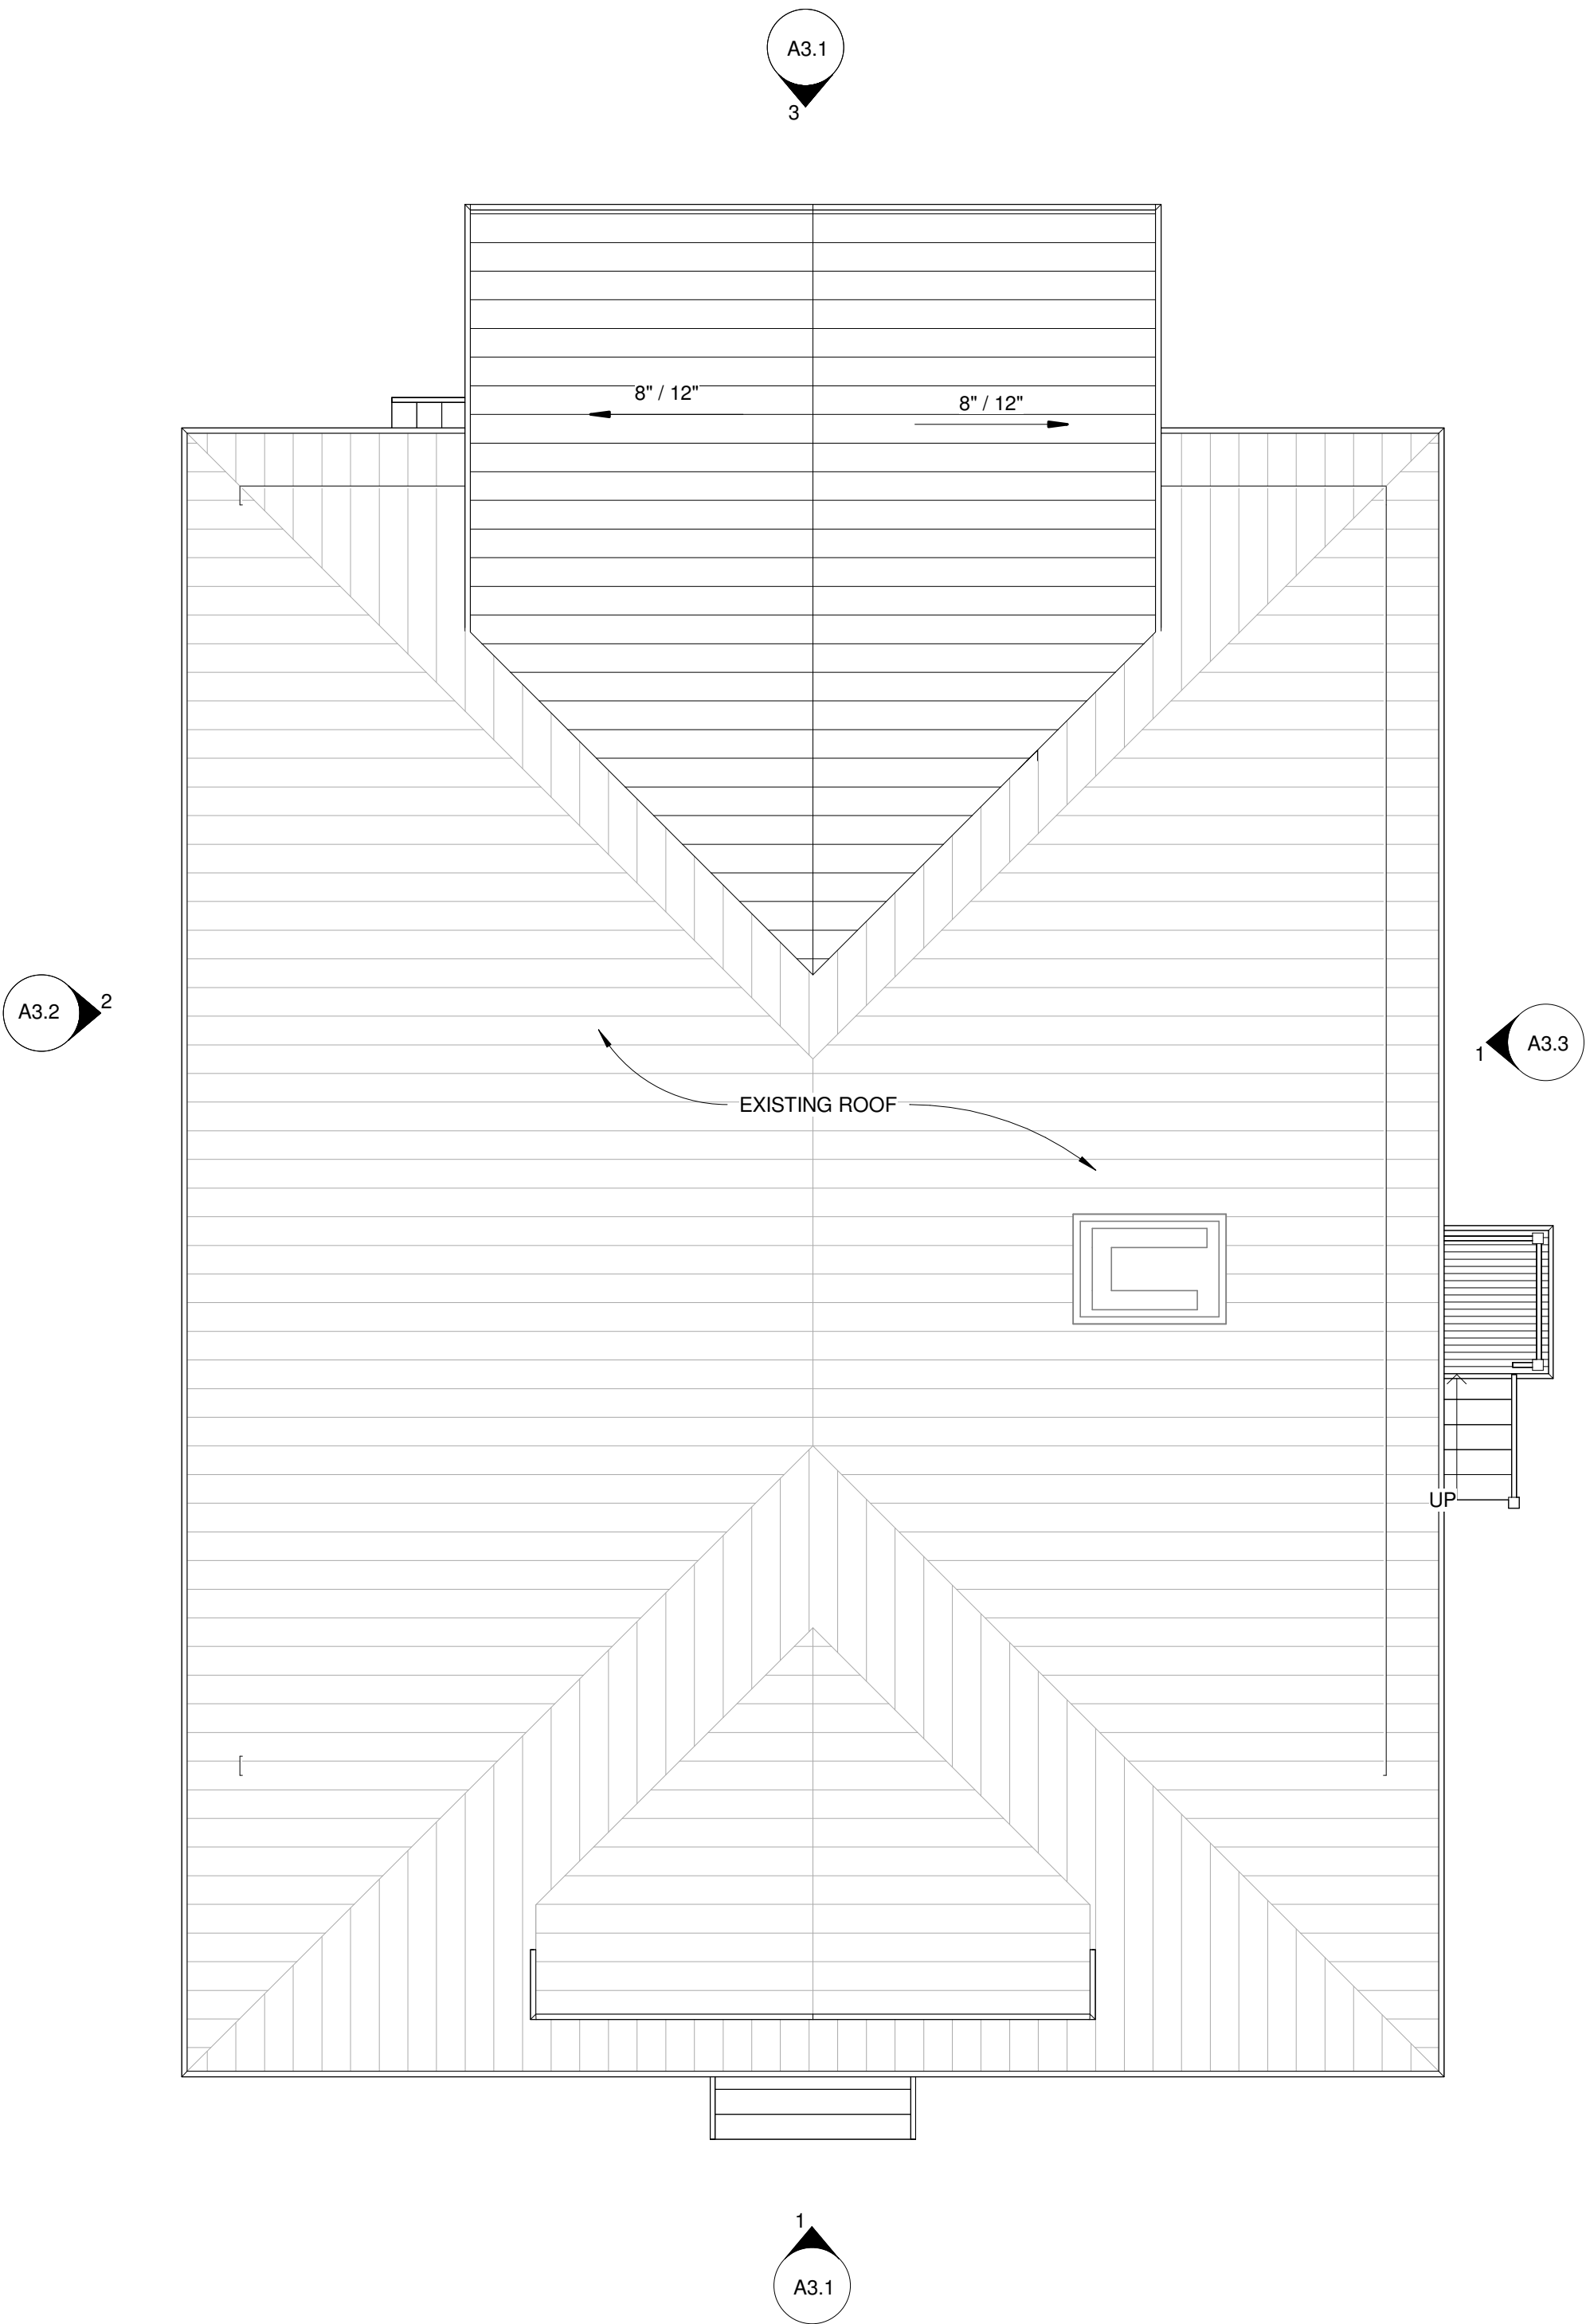 A3.1
3
8" / 12"
8" / 12"
A3.2
2
1
A3.3
EXISTING ROOF
UP
1
A3.1